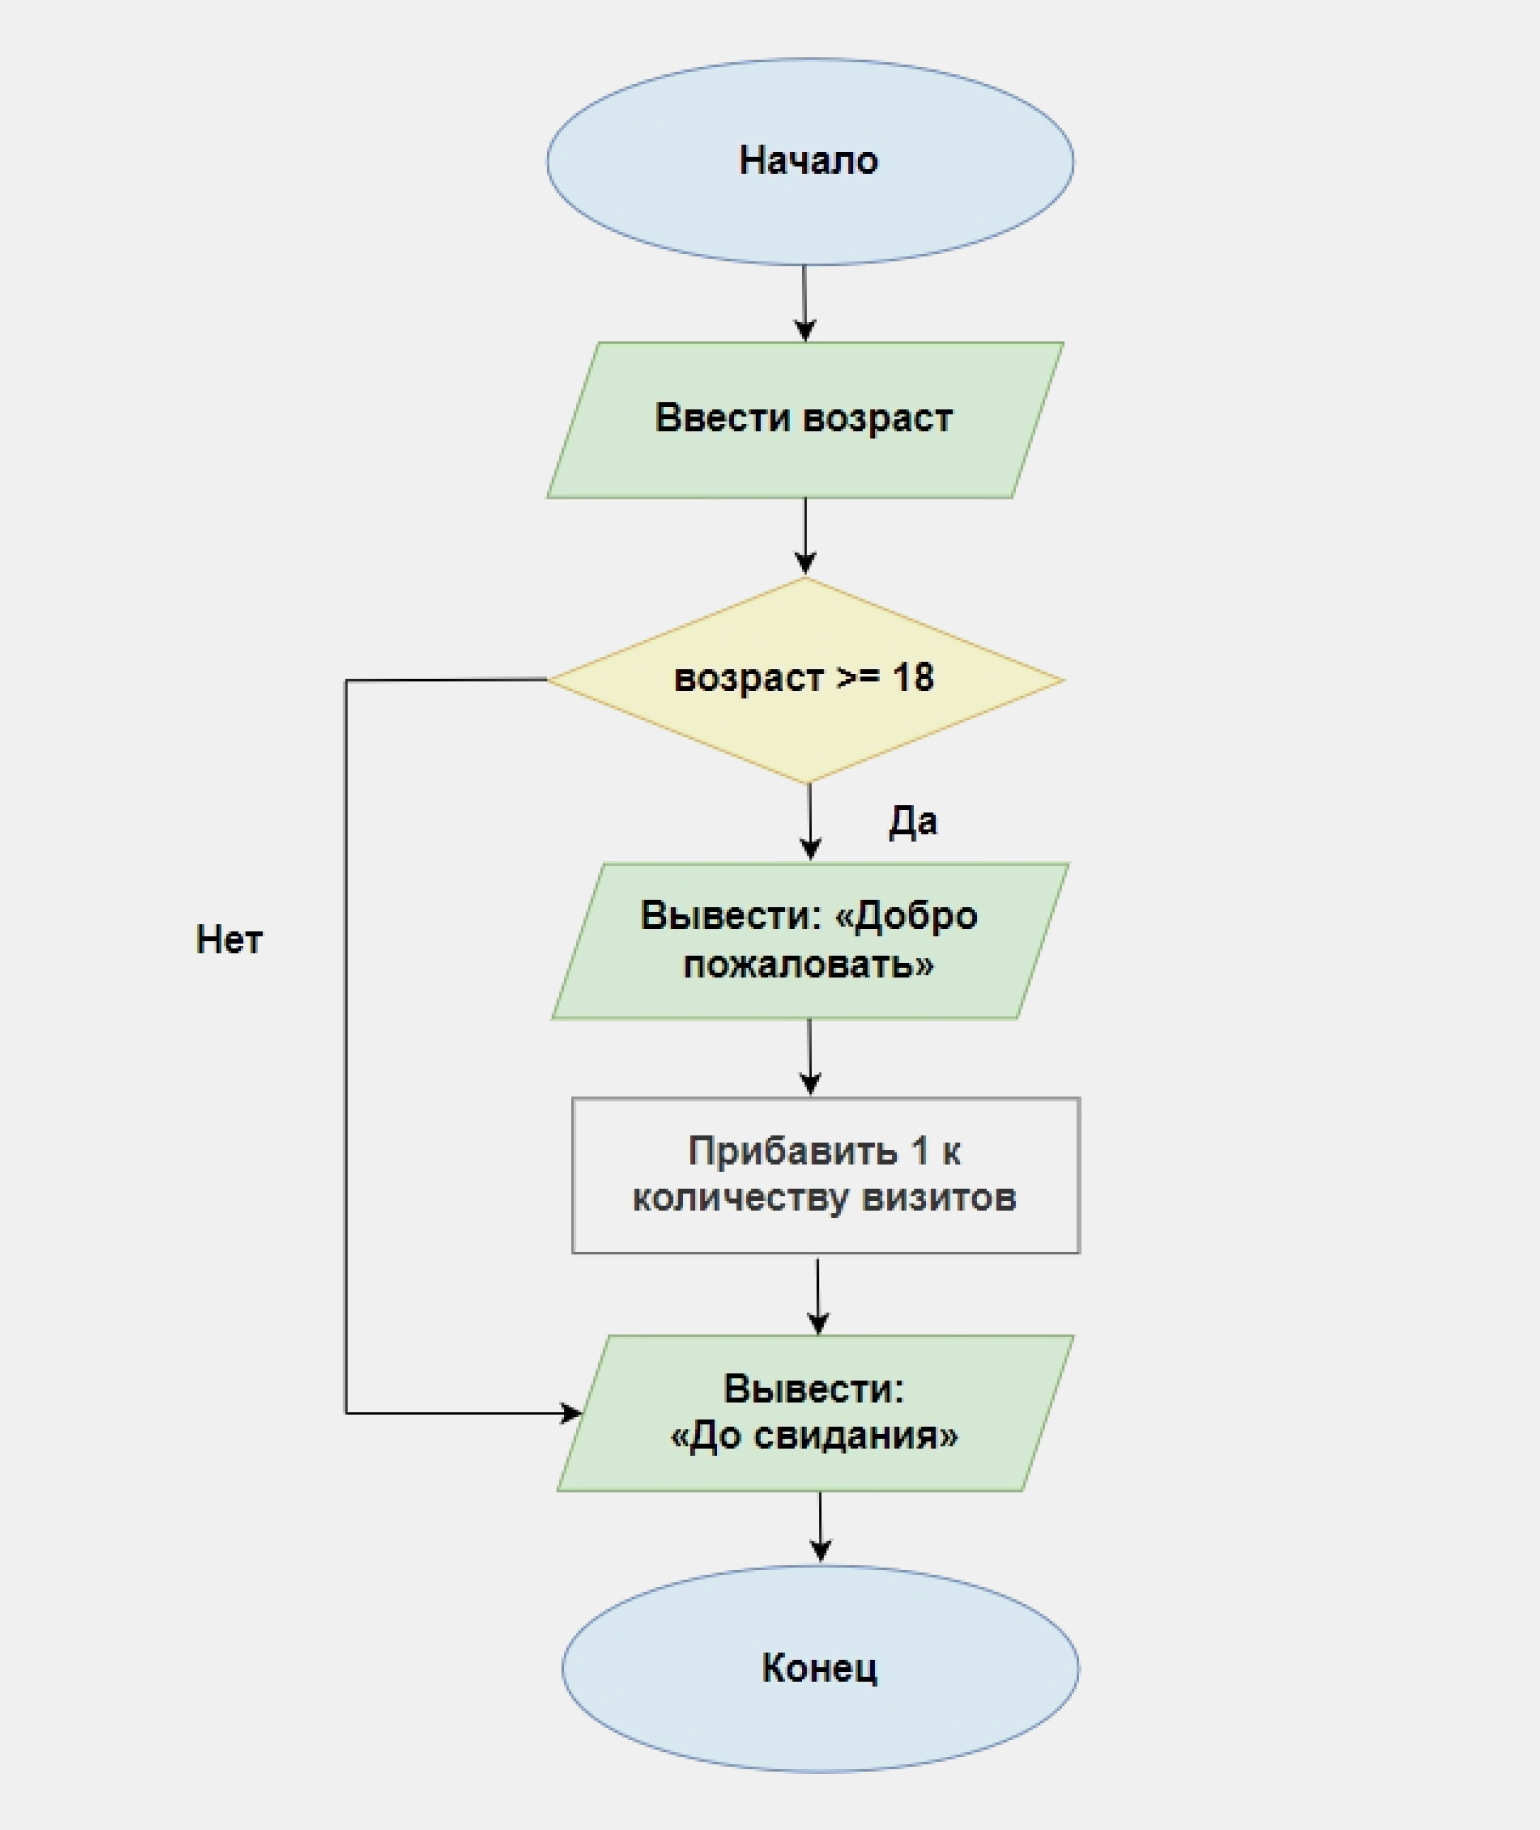 Начало
Ввести возраст
возраст >= 18
Да
Вывести: «Добро
пожаловать»
Нет
Прибавить 1 к
количеству визитов
Вывести:
«До свидания»
Конец